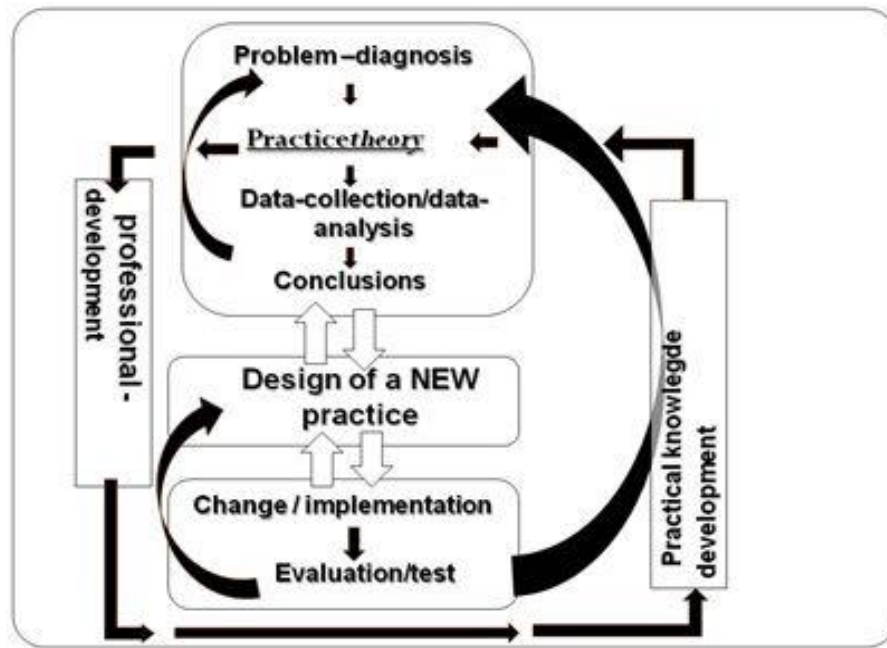 Problem –diagnosis
Practicetheory
Data-collection/data-
analysis
Conclusions
professional-
development
Design of a NEW
practice
Change / implementation
Evaluation/test
Practical knowlegde
development